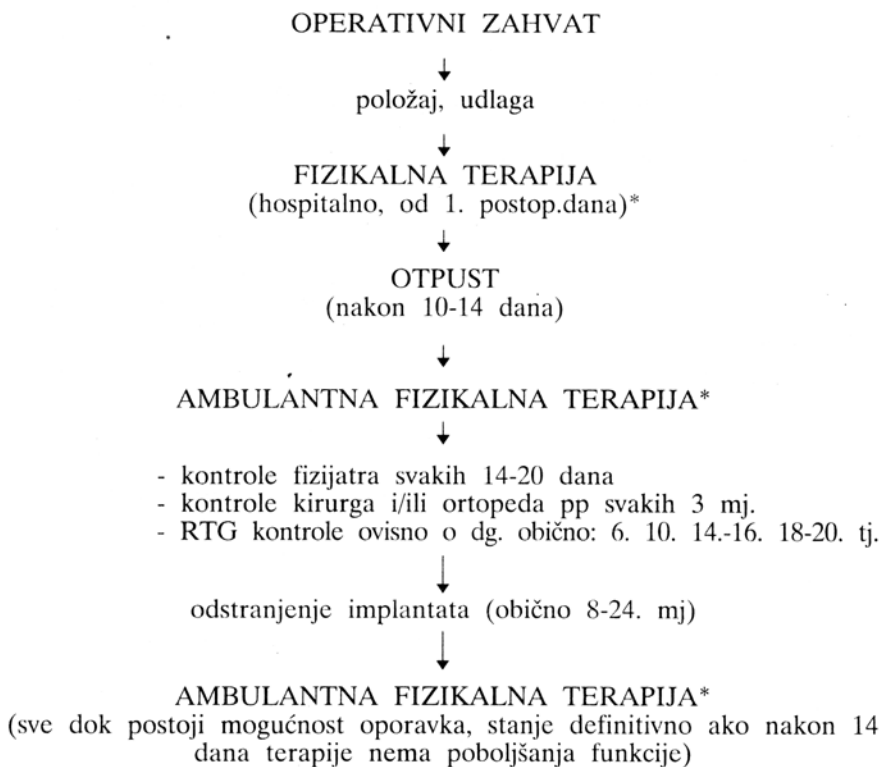 OPERATIVNI ZAHVAT
položaj, udlaga
FIZIKALNA TERAPIJA
(hospitalno, od 1. postop.dana)*
OTPUST
(nakon 10-14 dana)
AMBULANTNA FIZIKALNA TERAPIJA*
- kontrole fizijatra svakih 14-20 dana
- kontrole kirurga i/ili ortopeda pp svakih 3 mj.
- RTG kontrole ovisno o dg. obično: 6. 10. 14.-16. 18-20. tj.
odstranjenje implantata (obično 8-24. mj)
AMBULANTNA FIZIKALNA TERAPIJA*
(sve dok postoji mogućnost oporavka, stanje definitivno ako nakon 14
dana terapije nema poboljšanja funkcije)